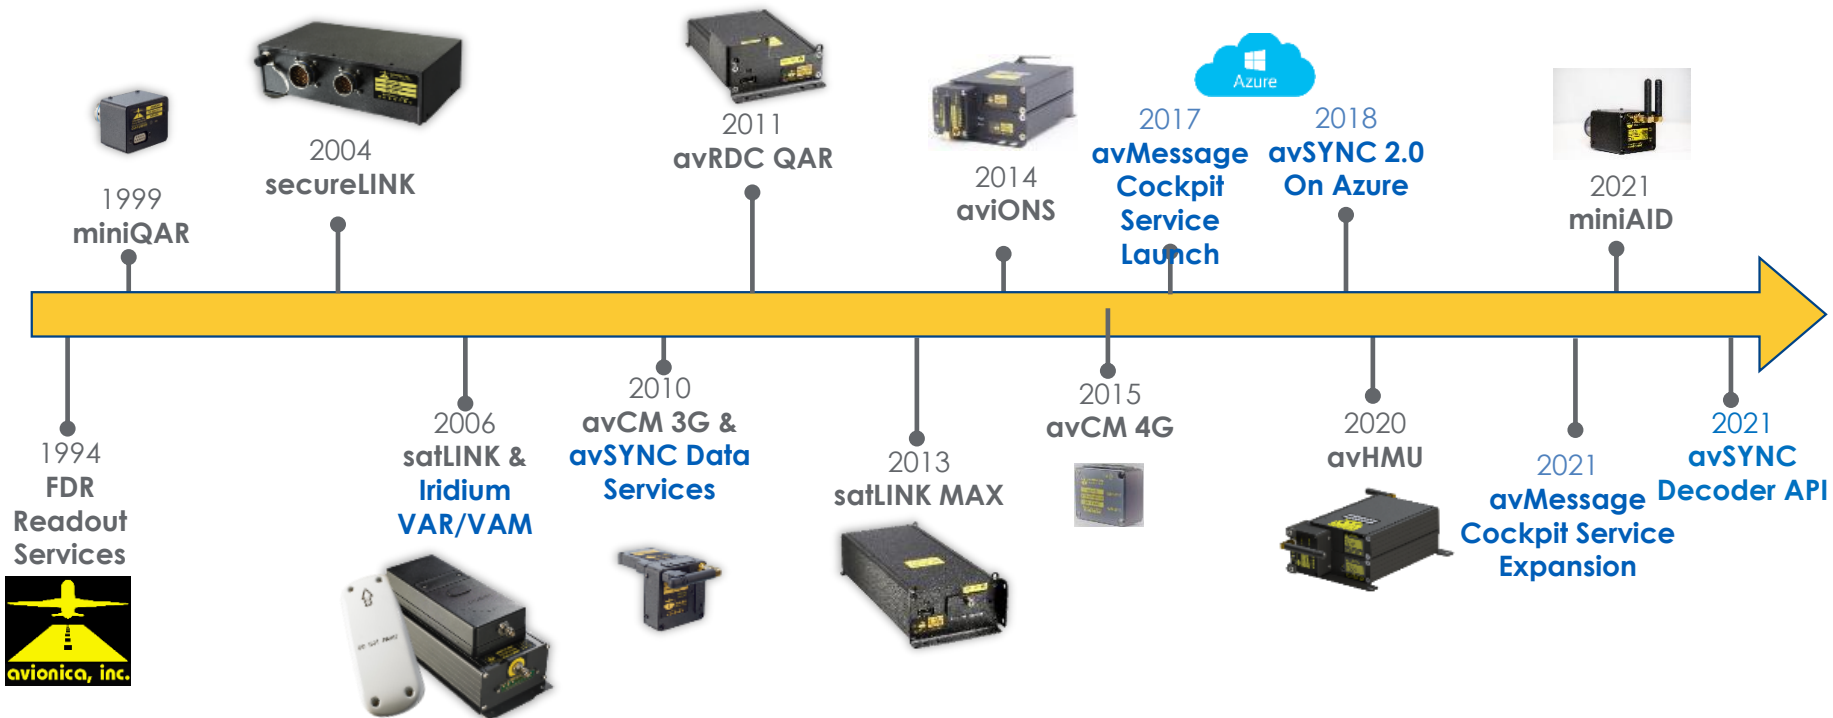 1999
miniQAR
2004
secureLINK
2011
avRDC QAR
2014
aviONS
2017
avMessage
Cockpit
Service
Launch
Azure
2018
avSYNC 2.0
On Azure
2021
miniAID
1994
FDR
Readout
Services
avionica, inc.
2006
satLINK &
Iridium
VAR/VAM
2010
avCM 3G &
avSYNC Data
Services
2013
satLINK MAX
2015
avCM 4G
2020
avHMU
2021
avMessage
Cockpit Service
Expansion
2021
avSYNC
Decoder API